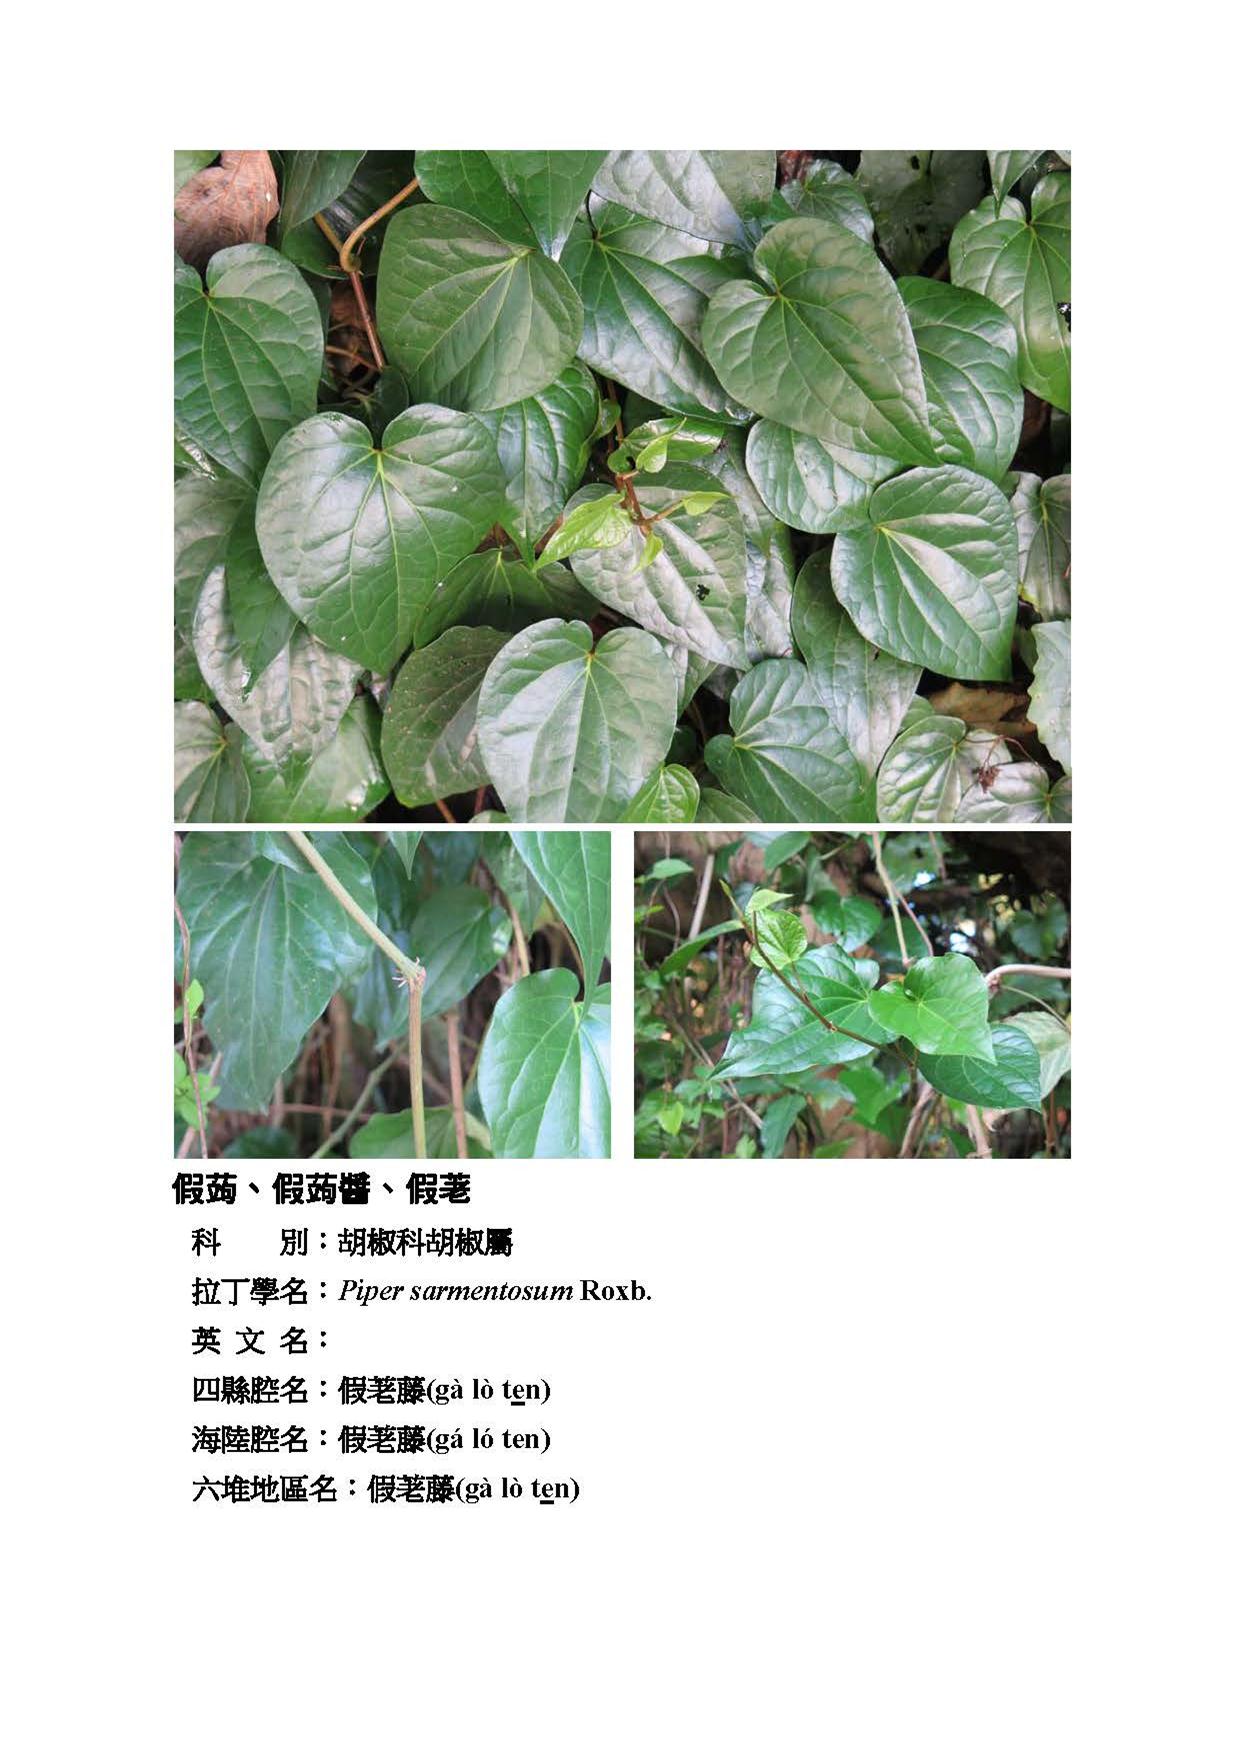 假蒟、假蒟醬、假荖
科　　別：胡椒科胡椒屬
拉丁學名：Piper sarmentosum Roxb.
英 文 名：
四縣腔名：假荖藤(gà lò ten)
海陸腔名：假荖藤(gá ló ten)
六堆地區名：假荖藤(gà lò ten)